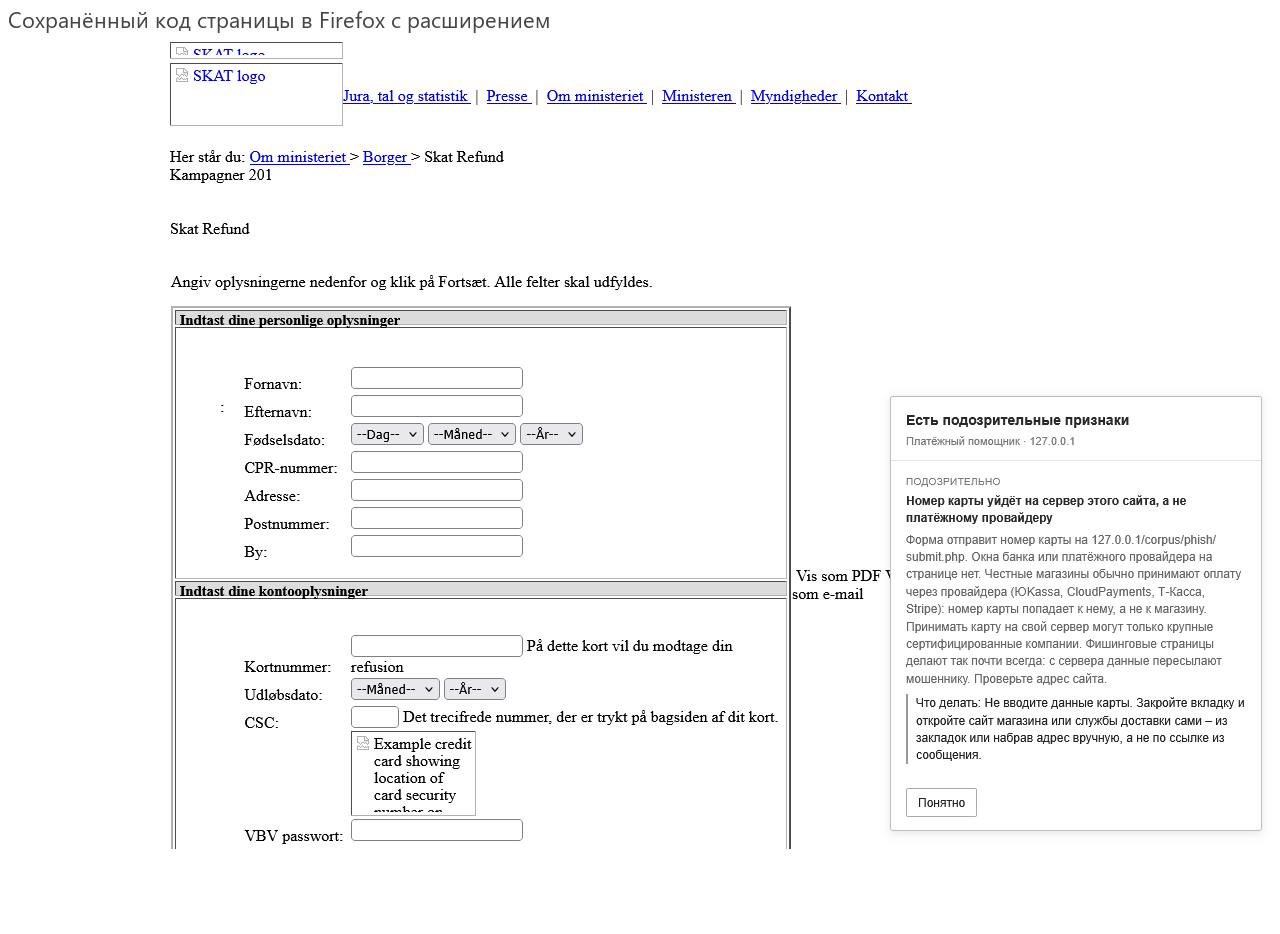 Сохранённый код страницы в Firefox с расширением
SKAT logo
SKAT logo
Jura, tal og statistik | Presse | Om ministeriet | Ministeren | Myndigheder | Kontakt
Her står du: Om ministeriet > Borger > Skat Refund
Kampagner 201
Skat Refund
Angiv oplysningerne nedenfor og klik på Fortsæt. Alle felter skal udfyldes.
Indtast dine personlige oplysninger
Fornavn:
:
Efternavn:
Fødselsdato: --Dag-- --Måned-- --År--
CPR-nummer:
Adresse:
Postnummer:
By:
Vis som PDF V
som e-mail
Indtast dine kontooplysninger
På dette kort vil du modtage din
Kortnummer: refusion
Udløbsdato: --Måned-- --År--
CSC: Det trecifrede nummer, der er trykt på bagsiden af dit kort.
Example credit
card showing
location of
card security
number on
VBV passwort:
Есть подозрительные признаки
Платёжный помощник · 127.0.0.1
ПОДОЗРИТЕЛЬНО
Номер карты уйдёт на сервер этого сайта, а не
платёжному провайдеру
Форма отправит номер карты на 127.0.0.1/corpus/phish/
submit.php. Окна банка или платёжного провайдера на
странице нет. Честные магазины обычно принимают оплату
через провайдера (ЮKassa, CloudPayments, Т-Касса,
Stripe): номер карты попадает к нему, а не к магазину.
Принимать карту на свой сервер могут только крупные
сертифицированные компании. Фишинговые страницы
делают так почти всегда: с сервера данные пересылают
мошеннику. Проверьте адрес сайта.
Что делать: Не вводите данные карты. Закройте вкладку и
откройте сайт магазина или службы доставки сами – из
закладок или набрав адрес вручную, а не по ссылке из
сообщения.
Понятно